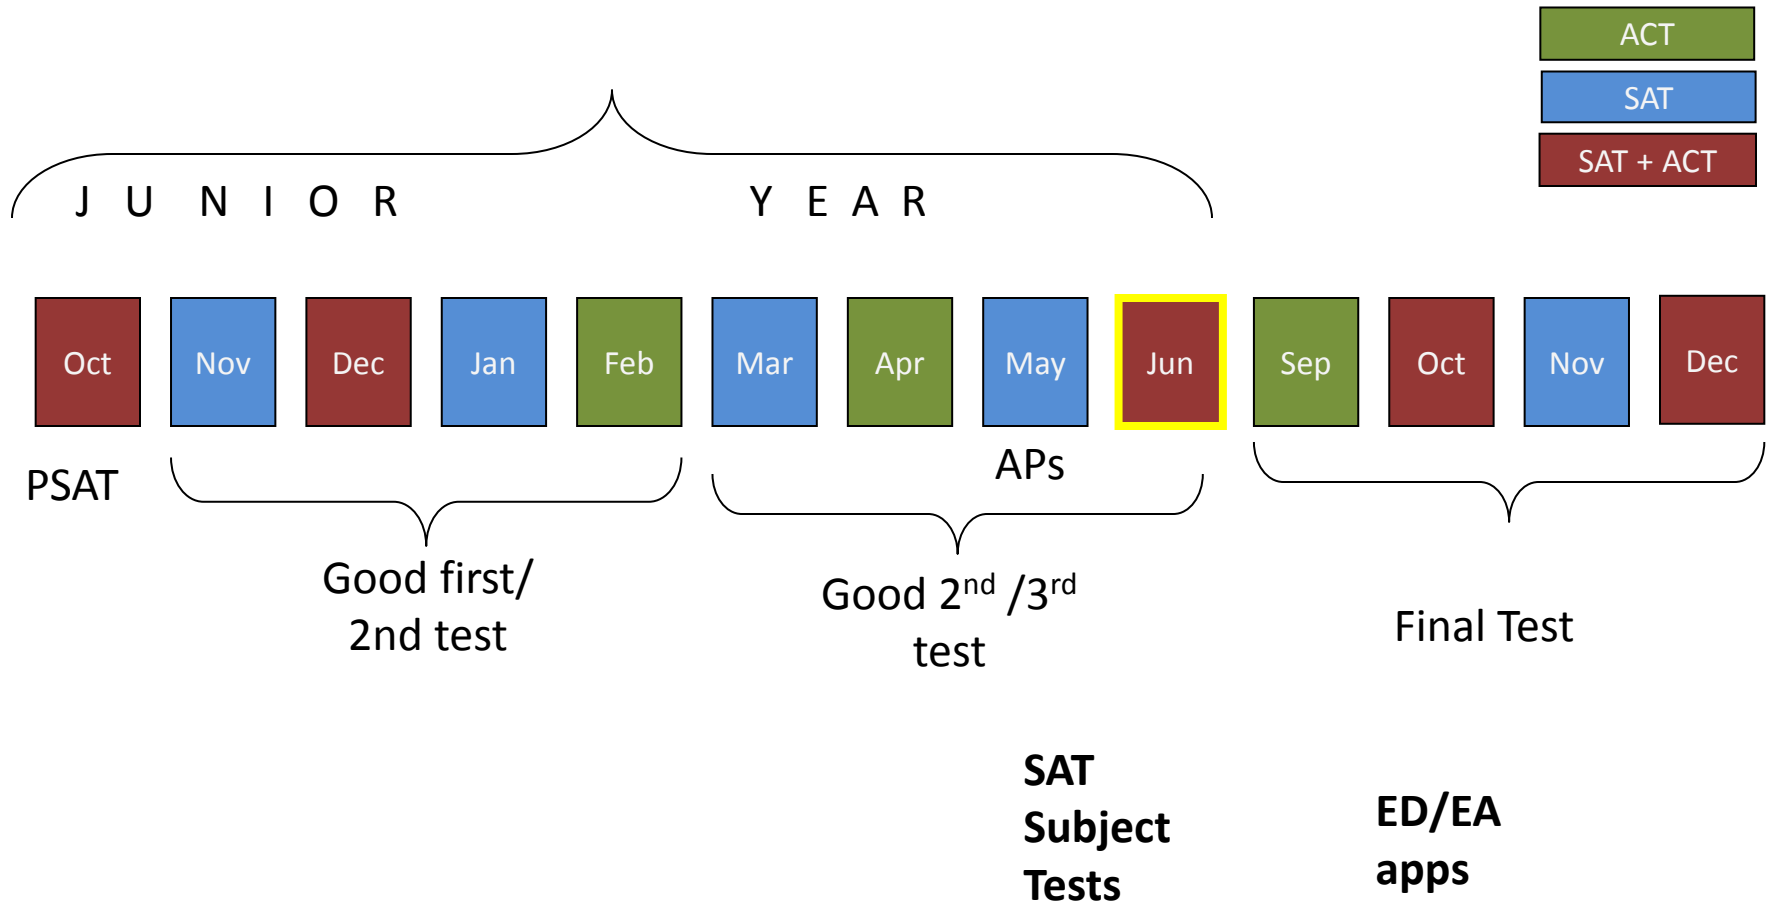 ACT
SAT
SAT + ACT
J U N I O R Y E A R
Oct Nov Dec Jan Feb Mar Apr May Jun Sep Oct Nov Dec
PSAT
APs
Good first/
2nd test
Good 2nd /3rd
test
Final Test
SAT
Subject
Tests
ED/EA
apps